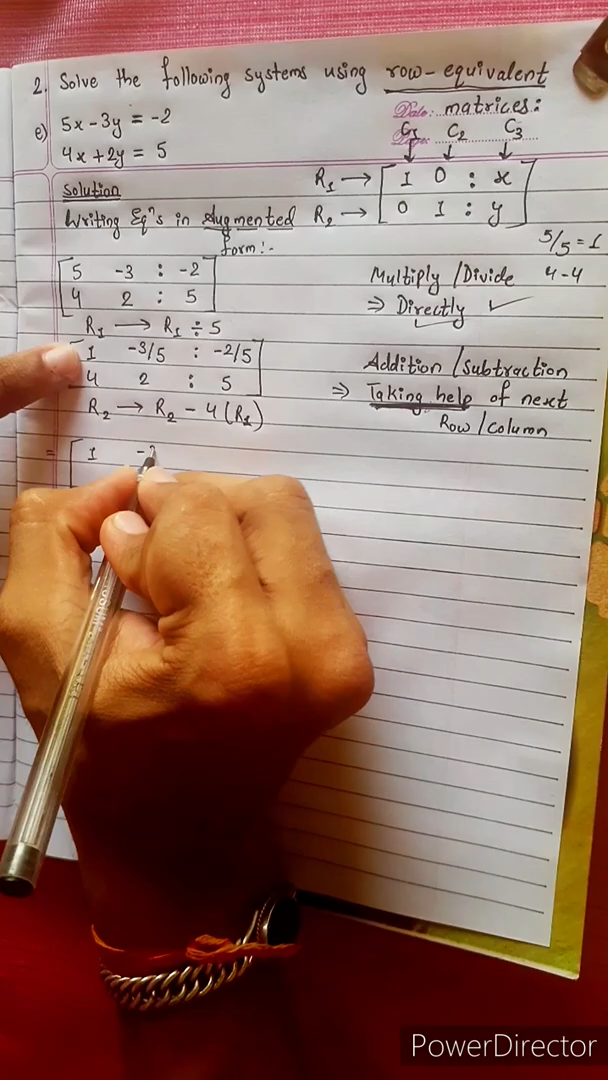 2. Solve the following systems using row-equivalent
Date: matrices:
e) 5x - 3y = -2
4x + 2y = 5
C₁ C₂ C₃
Solution
R₁ → [ 1 0 : x ]
R₂ → [ 0 1 : y ]
Writing Eqⁿs in Augmented
form:-
[ 5 -3 : -2 ]
[ 4 2 : 5 ]
R₁ → R₁ ÷ 5
[ 1 -3/5 : -2/5 ]
[ 4 2 : 5 ]
R₂ → R₂ - 4(R₁)
= [ 1 -
5/5 = 1
Multiply / Divide 4-4
⇒ Directly ✓
Addition / subtraction
⇒ Taking help of next
Row / column
PowerDirector